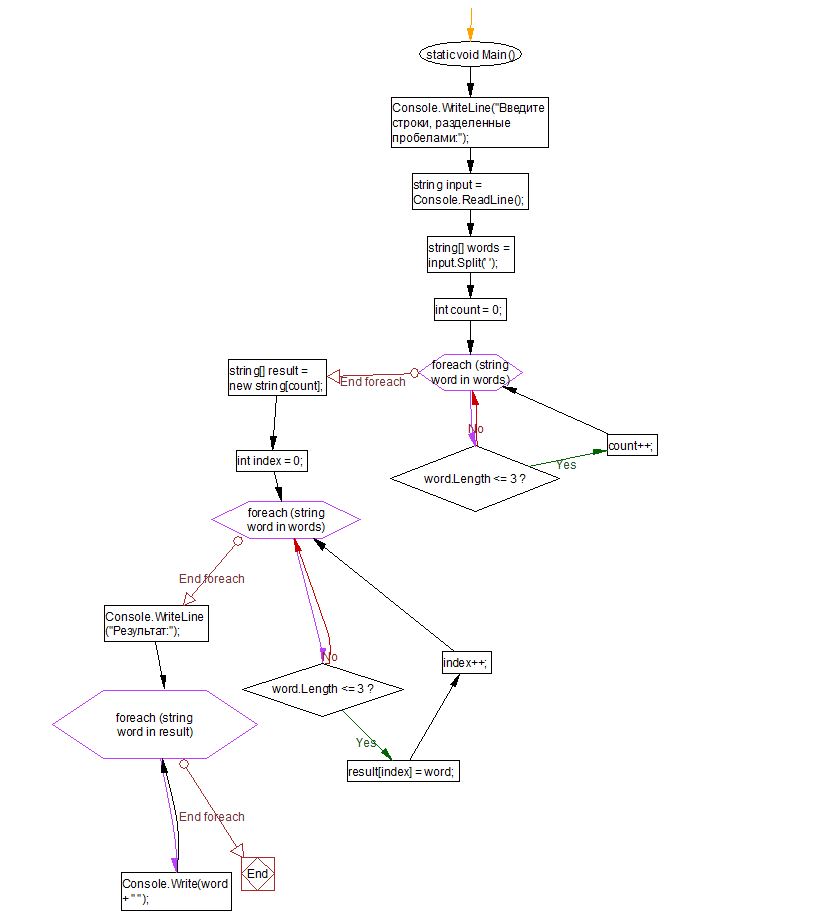 static void Main ()
Console.WriteLine("Введите
строки, разделенные
пробелами:");
string input =
Console.ReadLine();
string[] words =
input.Split(' ');
int count = 0;
foreach (string
word in words)
End foreach
string[] result =
new string[count];
No
count++;
Yes
word.Length <= 3 ?
int index = 0;
foreach (string
word in words)
End foreach
Console.WriteLine
("Результат:");
No
index++;
word.Length <= 3 ?
foreach (string
word in result)
Yes
result[index] = word;
End foreach
End
Console.Write(word
+ " ");